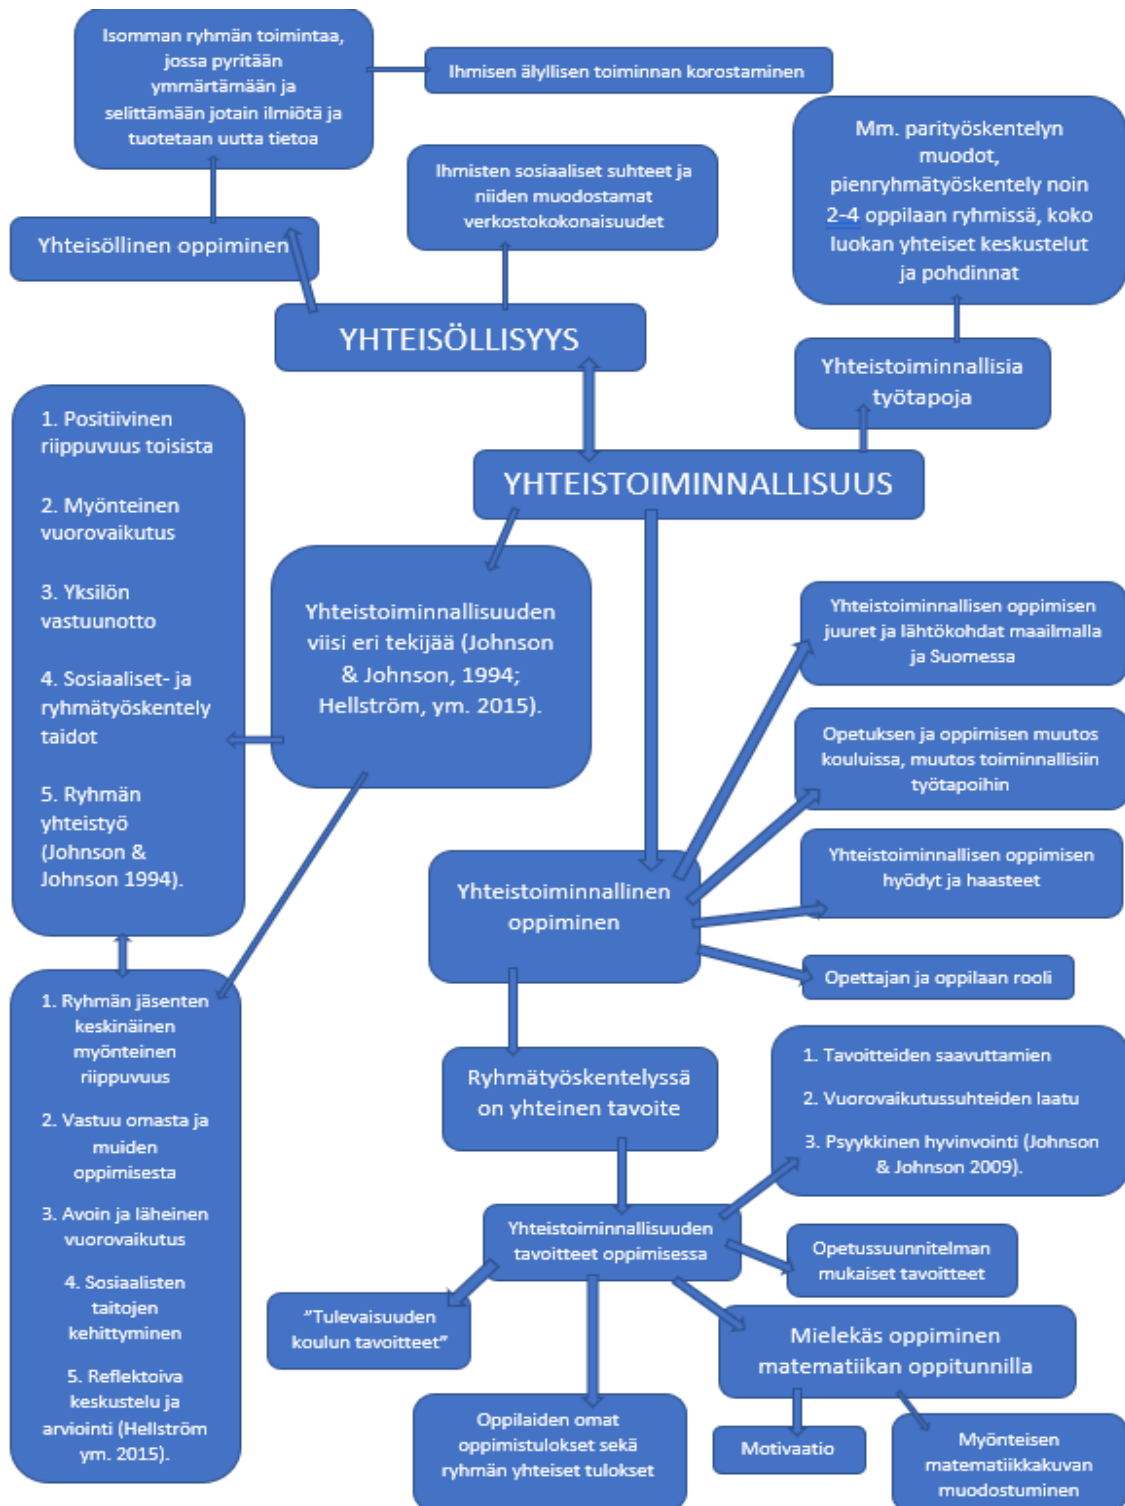 Isomman ryhmän toimintaa,
jossa pyritään
ymmärtämään ja
selittämään jotain ilmiötä ja
tuotetaan uutta tietoa
Ihmisen älyllisen toiminnan korostaminen
Mm. parityöskentelyn
muodot,
pienryhmätyöskentely noin
2-4 oppilaan ryhmissä, koko
luokan yhteiset keskustelut
ja pohdinnat
Ihmisten sosiaaliset suhteet ja
niiden muodostamat
verkostokokonaisuudet
Yhteisöllinen oppiminen
YHTEISÖLLISYYS
Yhteistoiminnallisia
työtapoja
YHTEISTOIMINNALLISUUS
1. Positiivinen
riippuvuus toisista
2. Myönteinen
vuorovaikutus
3. Yksilön
vastuunotto
4. Sosiaaliset- ja
ryhmätyöskentely
taidot
5. Ryhmän
yhteistyö
(Johnson &
Johnson 1994).
Yhteistoiminnallisuuden
viisi eri tekijää (Johnson
& Johnson, 1994;
Hellström, ym. 2015).
Yhteistoiminnallisen oppimisen
juuret ja lähtökohdat maailmalla
ja Suomessa
Opetuksen ja oppimisen muutos
kouluissa, muutos toiminnallisiin
työtapoihin
Yhteistoiminnallisen oppimisen
hyödyt ja haasteet
Yhteistoiminnallinen
oppiminen
Opettajan ja oppilaan rooli
1. Ryhmän jäsenten
keskinäinen
myönteinen
riippuvuus
2. Vastuu omasta ja
muiden
oppimisesta
3. Avoin ja läheinen
vuorovaikutus
4. Sosiaalisten
taitojen
kehittyminen
5. Reflektoiva
keskustelu ja
arviointi (Hellström
ym. 2015).
Ryhmätyöskentelyssä
on yhteinen tavoite
1. Tavoitteiden saavuttamien
2. Vuorovaikutussuhteiden laatu
3. Psyykkinen hyvinvointi (Johnson
& Johnson 2009).
Yhteistoiminnallisuuden
tavoitteet oppimisessa
Opetussuunnitelman
mukaiset tavoitteet
”Tulevaisuuden
koulun tavoitteet”
Mielekäs oppiminen
matematiikan oppitunnilla
Oppilaiden omat
oppimistulokset sekä
ryhmän yhteiset tulokset
Motivaatio
Myönteisen
matematiikkakuvan
muodostuminen